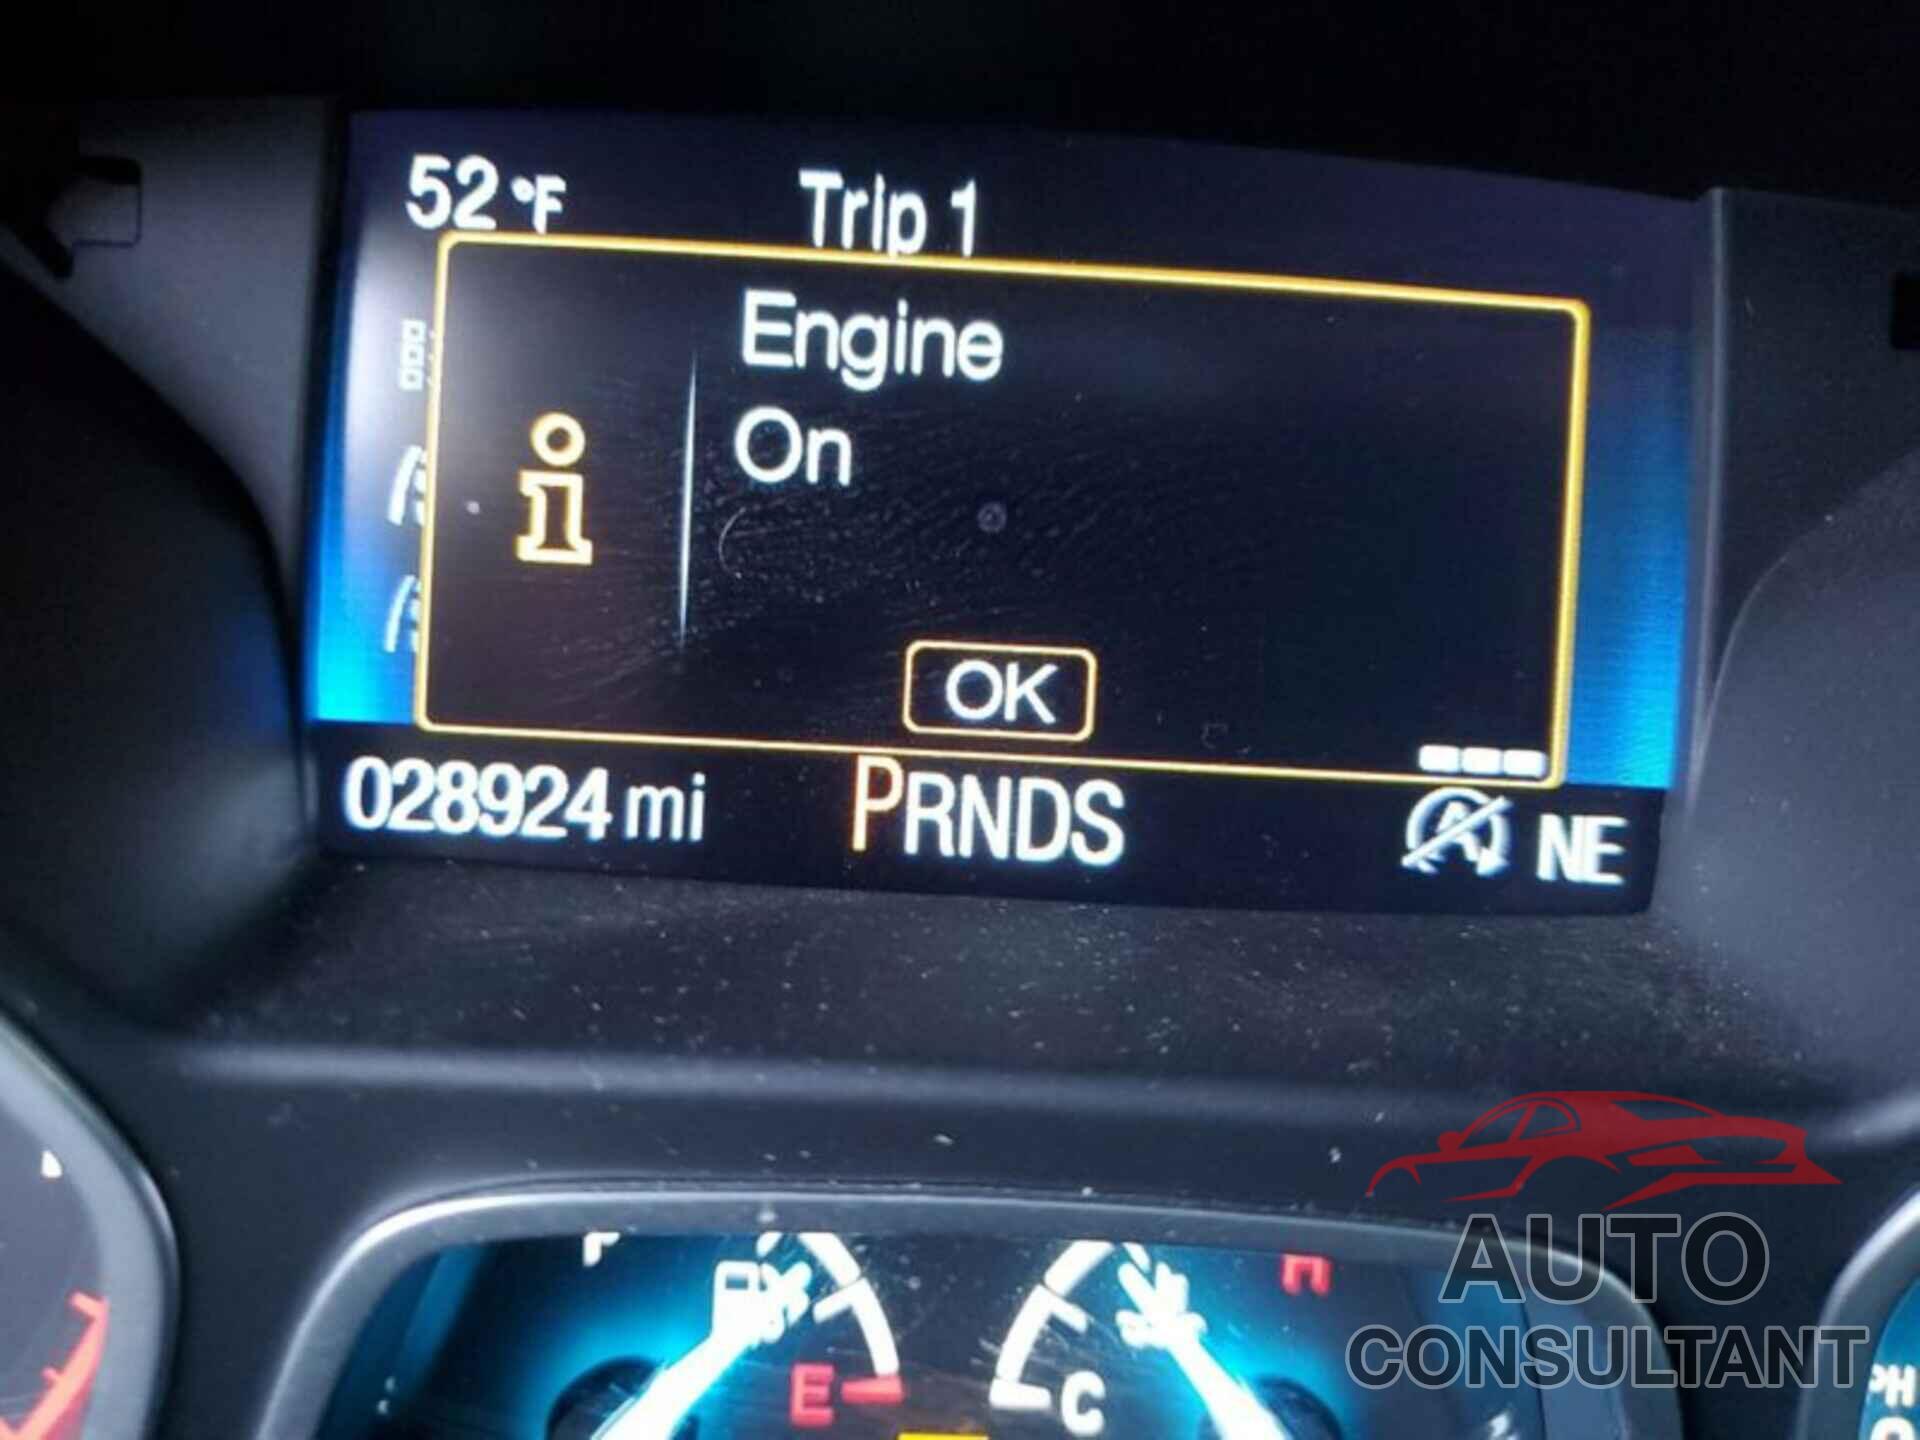 52 °F Trip 1
Engine
On
OK
028924 mi PRNDS NE
F H
E C
AUTO
CONSULTANT